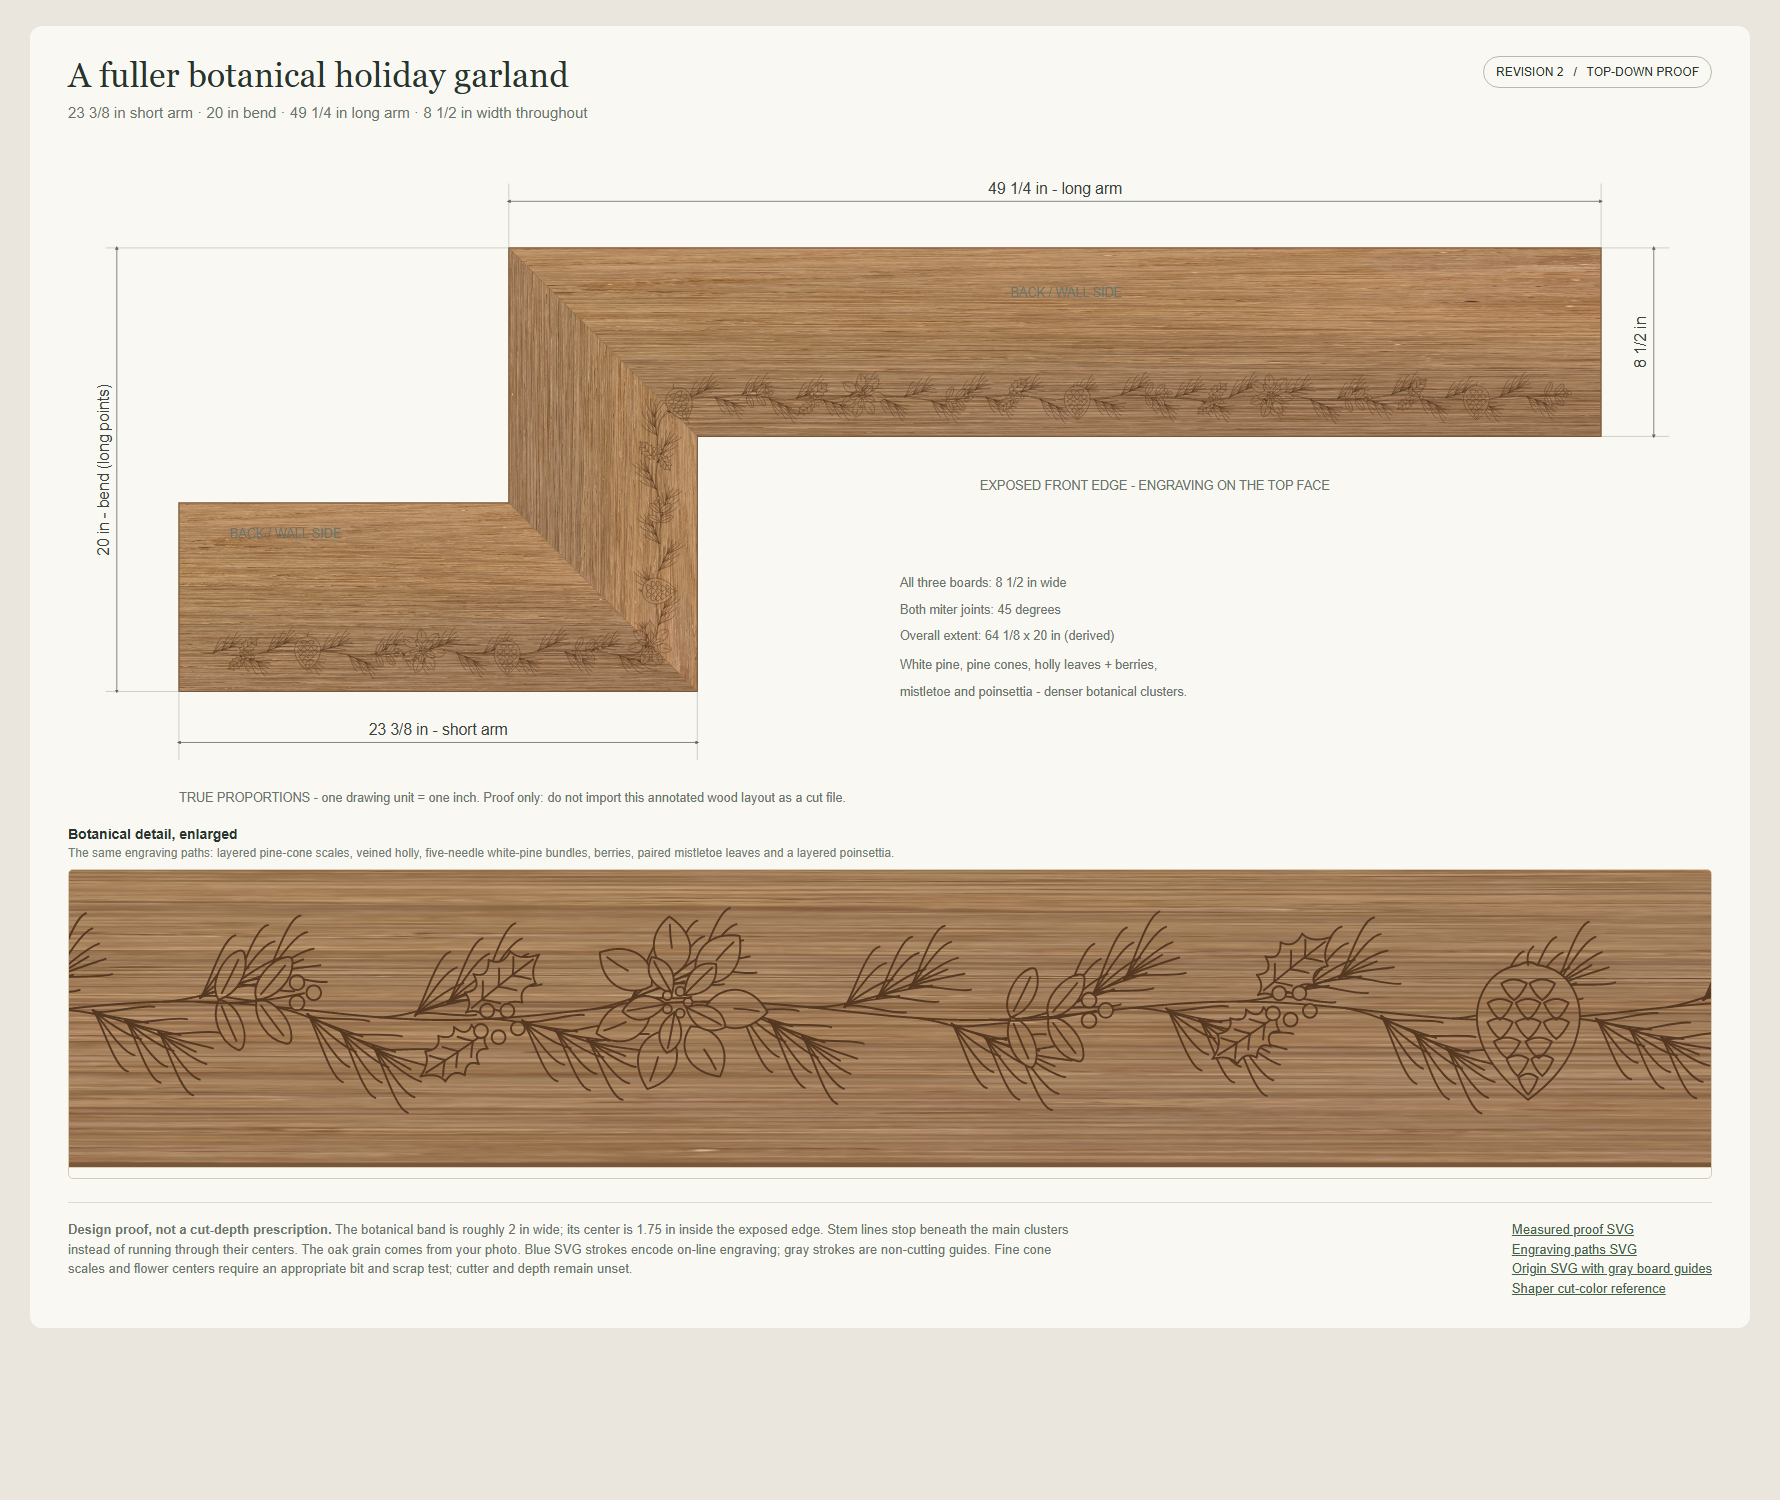 A fuller botanical holiday garland
REVISION 2 / TOP-DOWN PROOF
23 3/8 in short arm · 20 in bend · 49 1/4 in long arm · 8 1/2 in width throughout
49 1/4 in - long arm
BACK / WALL SIDE
8 1/2 in
20 in - bend (long points)
EXPOSED FRONT EDGE - ENGRAVING ON THE TOP FACE
BACK / WALL SIDE
All three boards: 8 1/2 in wide
Both miter joints: 45 degrees
Overall extent: 64 1/8 x 20 in (derived)
White pine, pine cones, holly leaves + berries,
mistletoe and poinsettia - denser botanical clusters.
23 3/8 in - short arm
TRUE PROPORTIONS - one drawing unit = one inch. Proof only: do not import this annotated wood layout as a cut file.
Botanical detail, enlarged
The same engraving paths: layered pine-cone scales, veined holly, five-needle white-pine bundles, berries, paired mistletoe leaves and a layered poinsettia.
Design proof, not a cut-depth prescription. The botanical band is roughly 2 in wide; its center is 1.75 in inside the exposed edge. Stem lines stop beneath the main clusters
instead of running through their centers. The oak grain comes from your photo. Blue SVG strokes encode on-line engraving; gray strokes are non-cutting guides. Fine cone
scales and flower centers require an appropriate bit and scrap test; cutter and depth remain unset.
Measured proof SVG
Engraving paths SVG
Origin SVG with gray board guides
Shaper cut-color reference